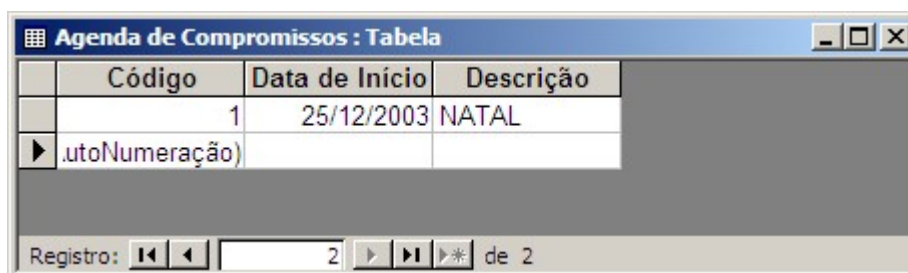 Agenda de Compromissos : Tabela
Código Data de Início Descrição
1 25/12/2003 NATAL
.utoNumeração)
Registro: 2 de 2